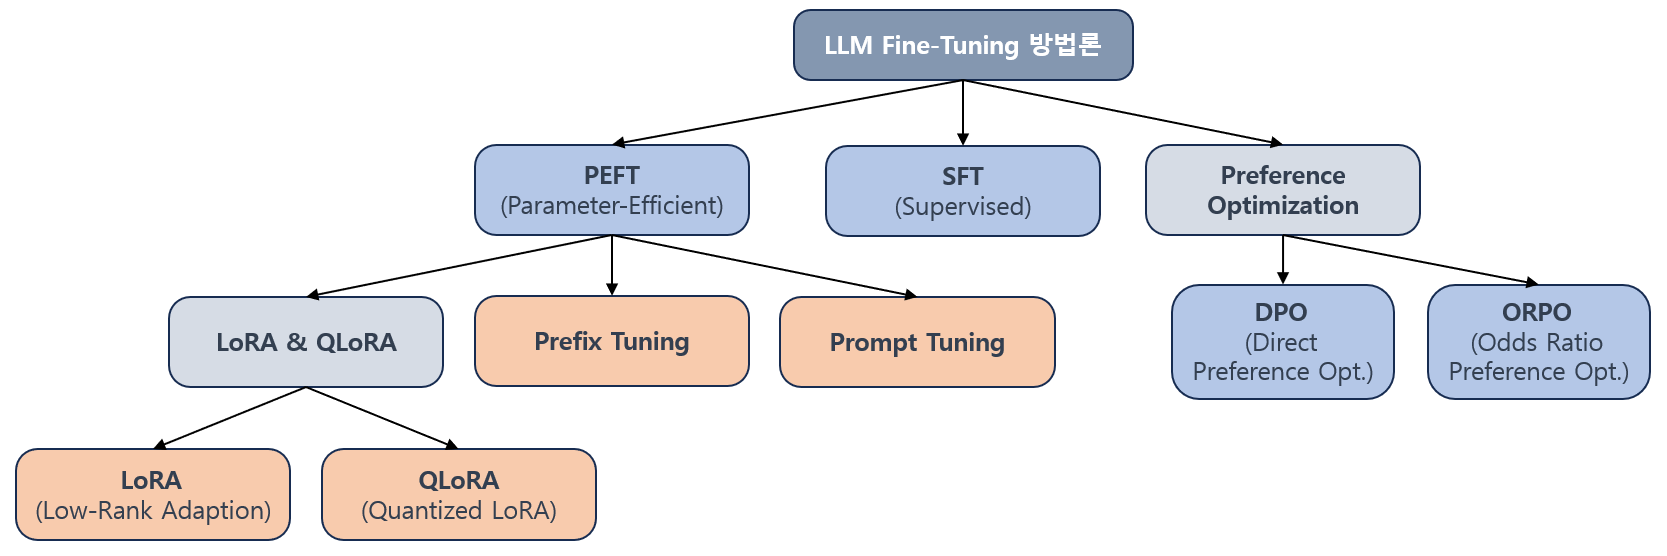 LLM Fine-Tuning 방법론
PEFT
(Parameter-Efficient)
SFT
(Supervised)
Preference
Optimization
LoRA & QLoRA
Prefix Tuning
Prompt Tuning
DPO
(Direct
Preference Opt.)
ORPO
(Odds Ratio
Preference Opt.)
LoRA
(Low-Rank Adaption)
QLoRA
(Quantized LoRA)